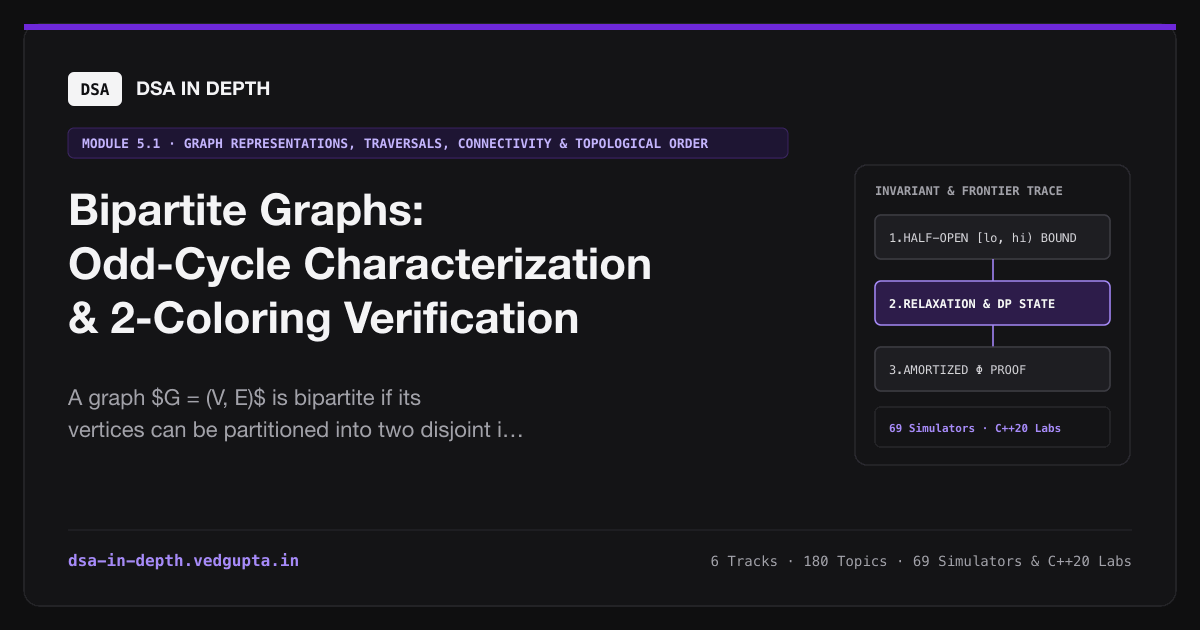 DSA DSA IN DEPTH
MODULE 5.1 · GRAPH REPRESENTATIONS, TRAVERSALS, CONNECTIVITY & TOPOLOGICAL ORDER
Bipartite Graphs:
Odd-Cycle Characterization
& 2-Coloring Verification
A graph $G = (V, E)$ is bipartite if its
vertices can be partitioned into two disjoint i…
INVARIANT & FRONTIER TRACE
1.HALF-OPEN [lo, hi) BOUND
2.RELAXATION & DP STATE
3.AMORTIZED Φ PROOF
69 Simulators · C++20 Labs
dsa-in-depth.vedgupta.in
6 Tracks · 180 Topics · 69 Simulators & C++20 Labs